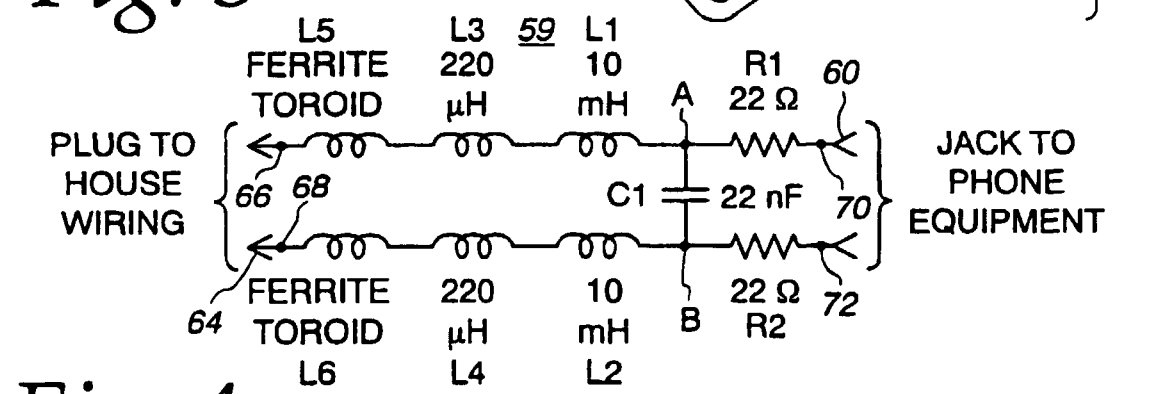 L5 L3 59 L1
FERRITE 220 10 R1 60
TOROID μH mH A 22 Ω
PLUG TO
HOUSE
WIRING
JACK TO
PHONE
EQUIPMENT
66 68 C1 22 nF 70
64 FERRITE 220 10 B 22 Ω 72
TOROID μH mH R2
L6 L4 L2